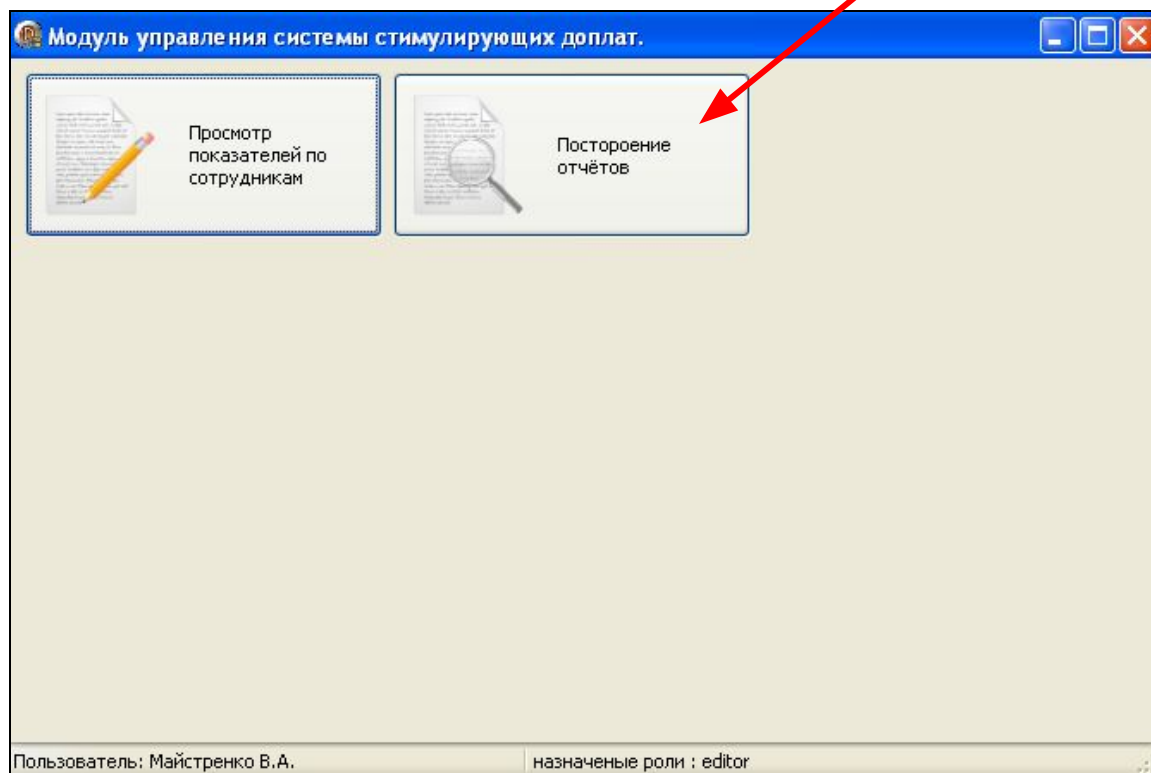 Модуль управления системы стимулирующих доплат.
Просмотр
показателей по
сотрудникам
Постороение
отчётов
Пользователь: Майстренко В.А.
назначеные роли : editor